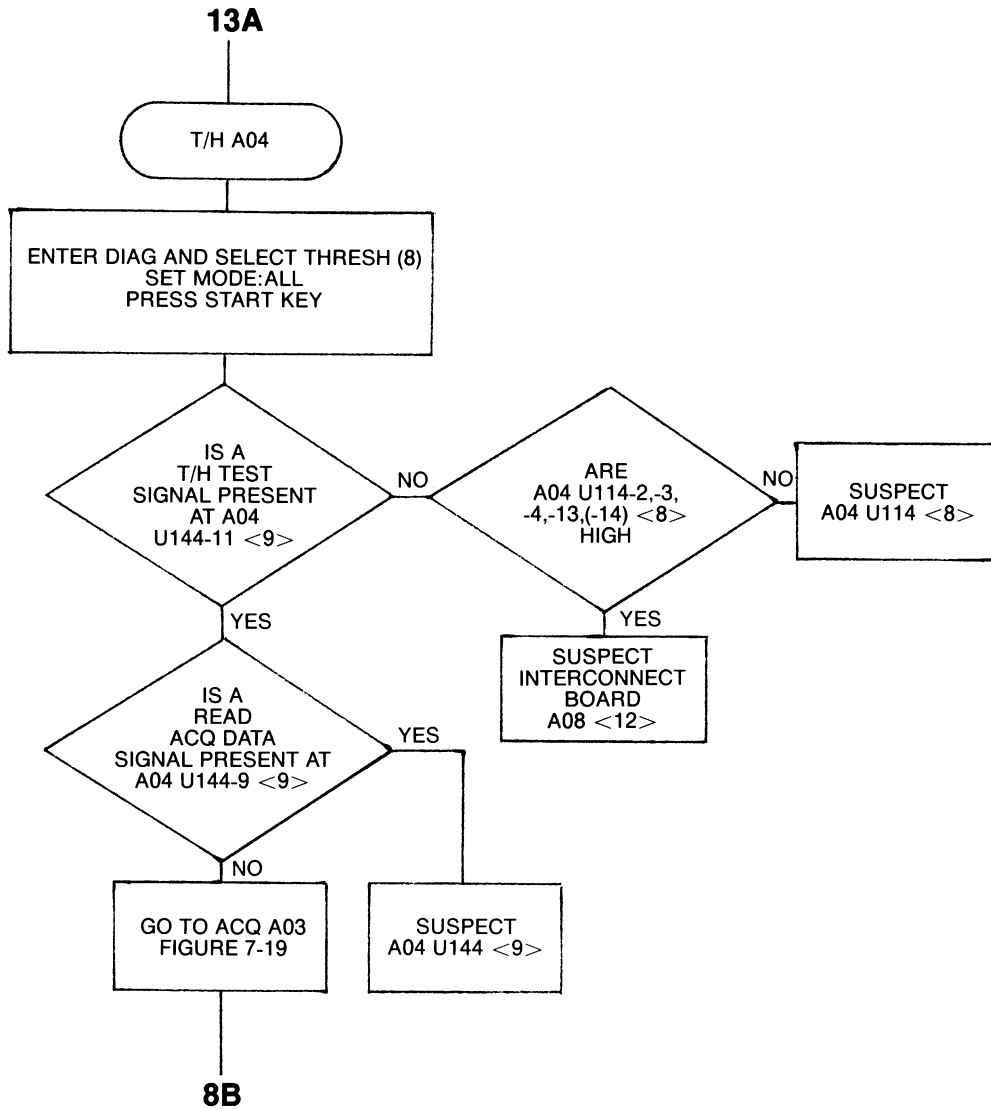 13A
T/H A04
ENTER DIAG AND SELECT THRESH (8)
SET MODE:ALL
PRESS START KEY
IS A
T/H TEST
SIGNAL PRESENT
AT A04
U144-11 <9>
NO
ARE
A04 U114-2,-3,
-4,-13,(-14) <8>
HIGH
NO
SUSPECT
A04 U114 <8>
YES
YES
SUSPECT
INTERCONNECT
BOARD
A08 <12>
IS A
READ
ACQ DATA
SIGNAL PRESENT AT
A04 U144-9 <9>
YES
NO
GO TO ACQ A03
FIGURE 7-19
SUSPECT
A04 U144 <9>
8B